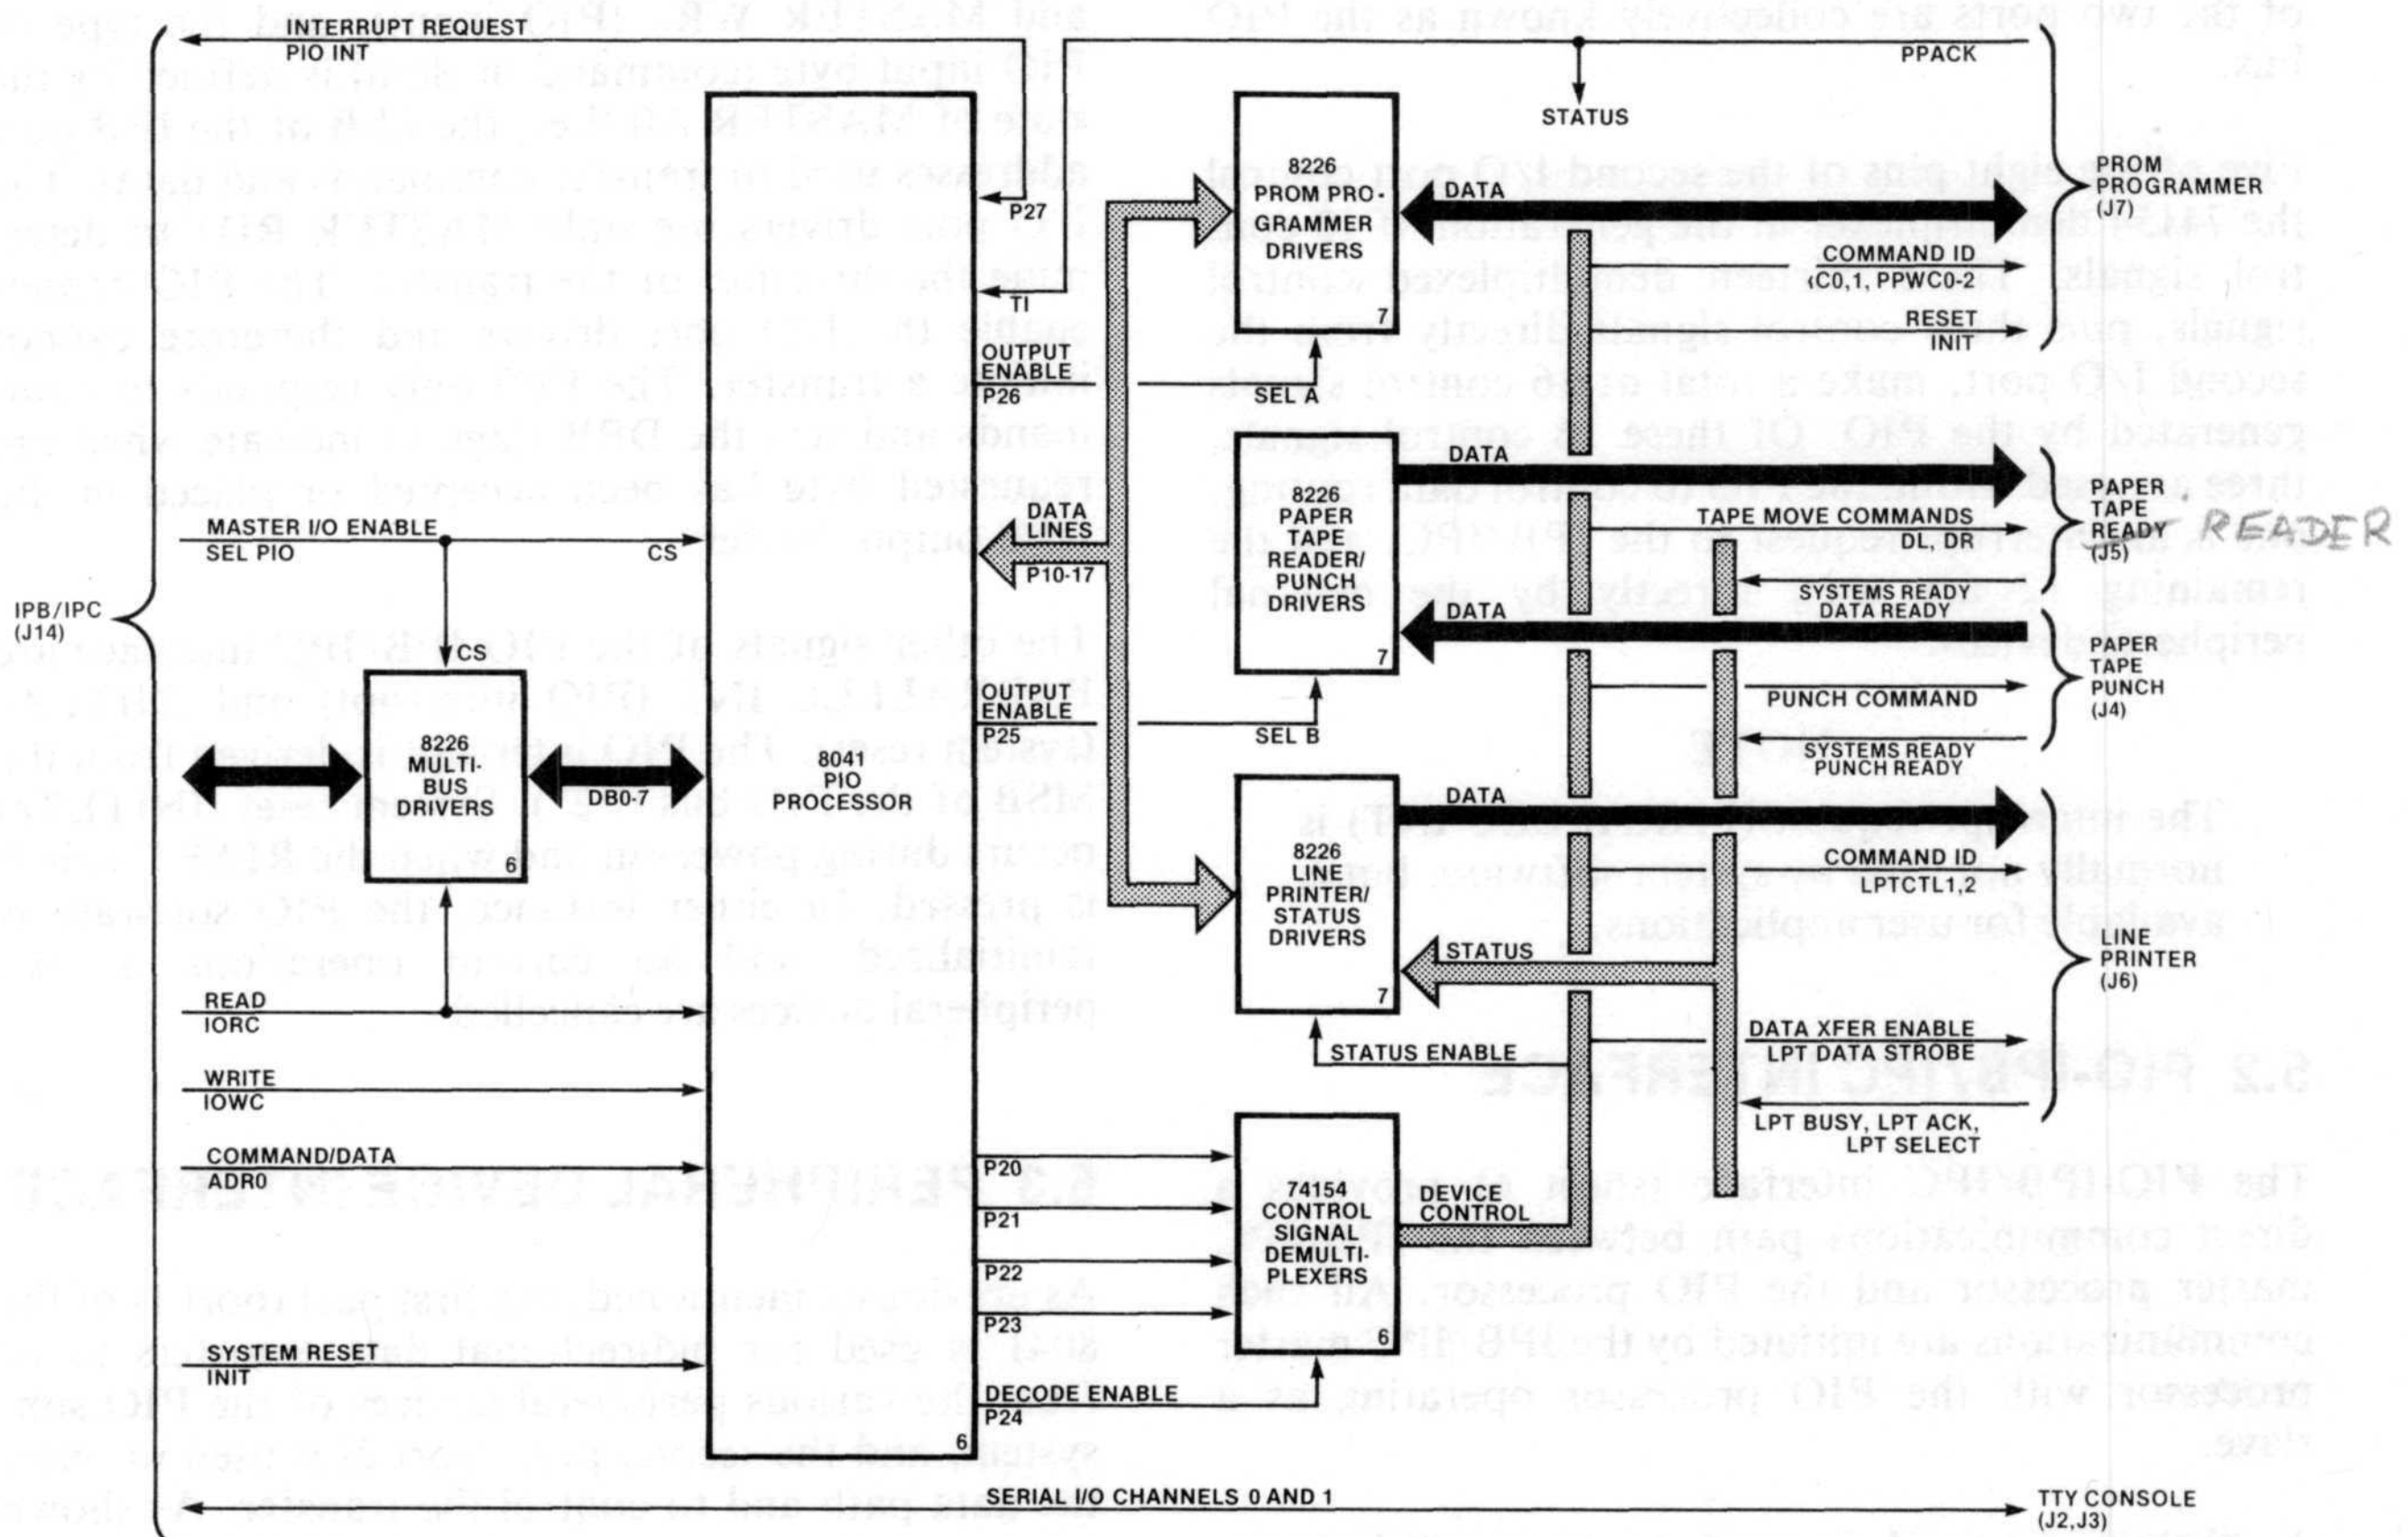 INTERRUPT REQUEST
PIO INT
PPACK
STATUS
P27
TI
8226
PROM PRO-
GRAMMER
DRIVERS
7
DATA
COMMAND ID
C0,1, PPWC0-2
RESET
INIT
PROM
PROGRAMMER
(J7)
OUTPUT
ENABLE
P26
SEL A
MASTER I/O ENABLE
SEL PIO
CS
CS
IPB/IPC
(J14)
8226
MULTI-
BUS
DRIVERS
6
DB0-7
8041
PIO
PROCESSOR
6
DATA
LINES
P10-17
8226
PAPER
TAPE
READER/
PUNCH
DRIVERS
7
DATA
TAPE MOVE COMMANDS
DL, DR
SYSTEMS READY
DATA READY
PAPER
TAPE
READY READER
(J5)
DATA
PUNCH COMMAND
SYSTEMS READY
PUNCH READY
PAPER
TAPE
PUNCH
(J4)
OUTPUT
ENABLE
P25
SEL B
8226
LINE
PRINTER/
STATUS
DRIVERS
7
DATA
COMMAND ID
LPTCTL1,2
STATUS
STATUS ENABLE
DATA XFER ENABLE
LPT DATA STROBE
LPT BUSY, LPT ACK,
LPT SELECT
LINE
PRINTER
(J6)
READ
IORC
WRITE
IOWC
COMMAND/DATA
ADR0
SYSTEM RESET
INIT
P20
P21
P22
P23
74154
CONTROL
SIGNAL
DEMULTI-
PLEXERS
6
DEVICE
CONTROL
DECODE ENABLE
P24
SERIAL I/O CHANNELS 0 AND 1
TTY CONSOLE
(J2,J3)